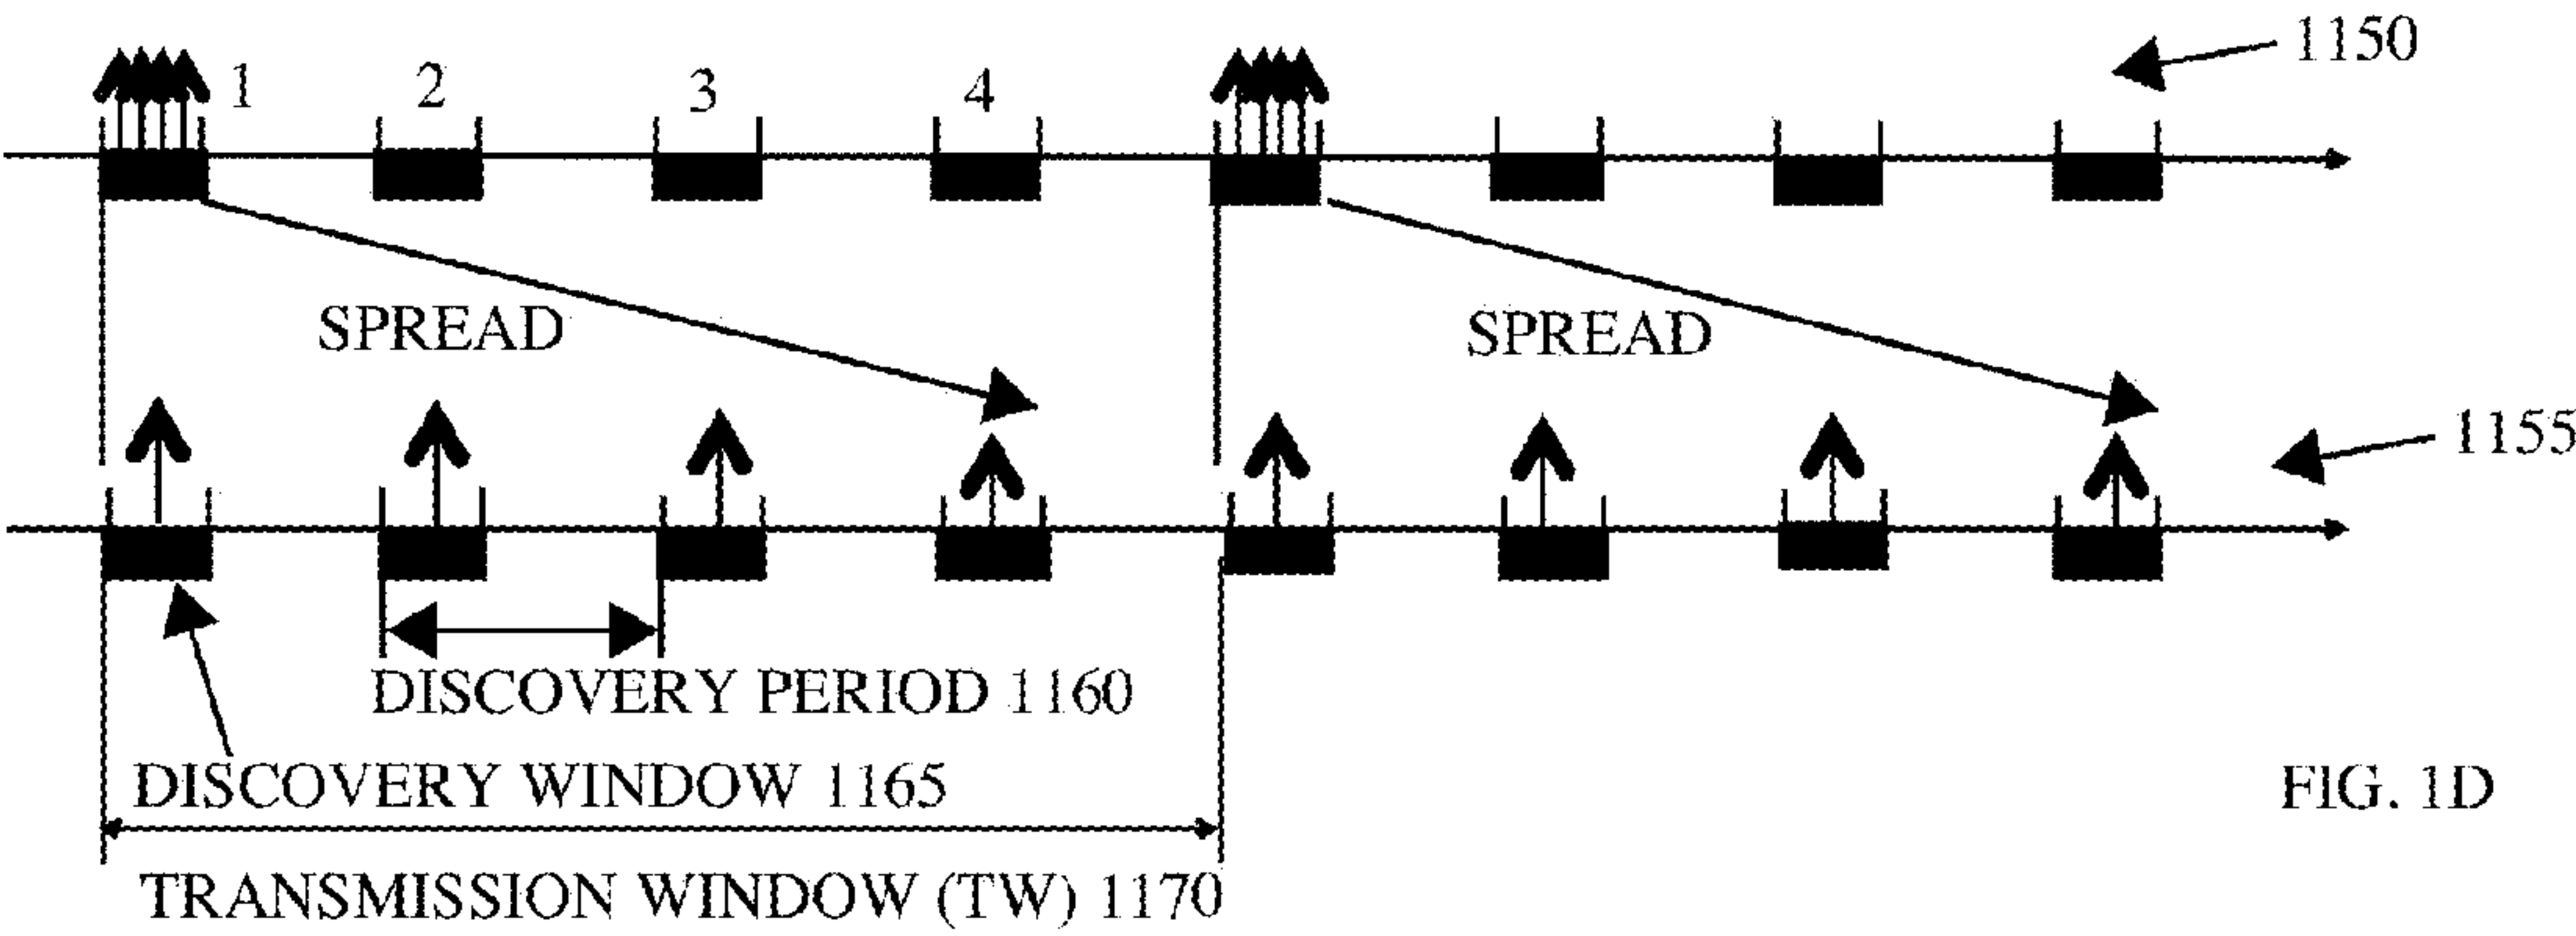 1 2 3 4 1150
SPREAD SPREAD
1155
DISCOVERY PERIOD 1160
DISCOVERY WINDOW 1165
FIG. 1D
TRANSMISSION WINDOW (TW) 1170